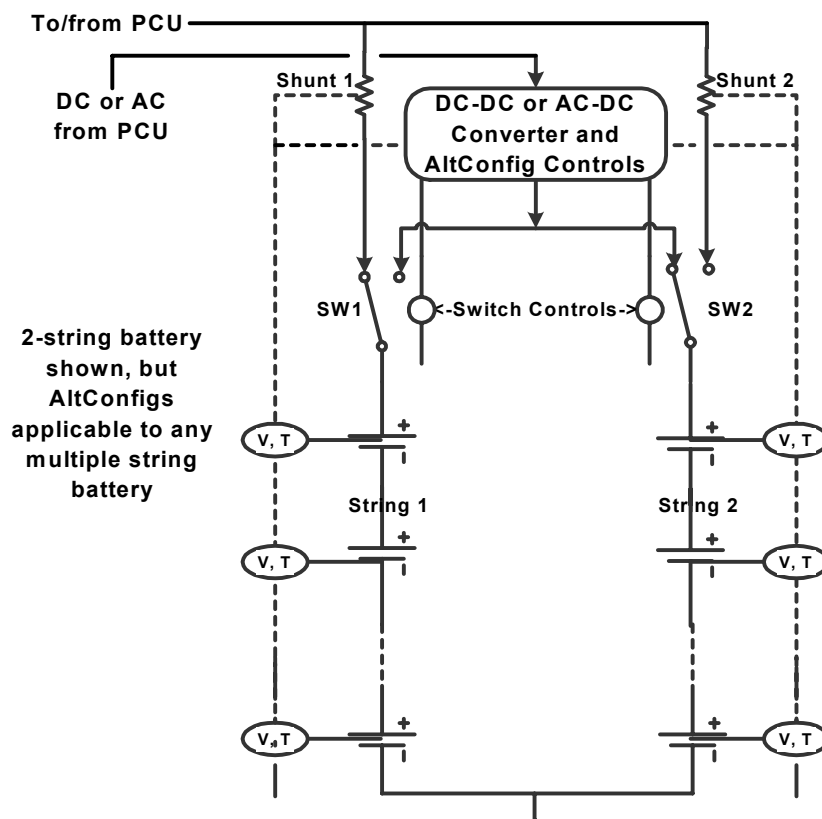 To/from PCU
DC or AC
from PCU
Shunt 1
Shunt 2
DC-DC or AC-DC
Converter and
AltConfig Controls
SW1
<-Switch Controls->
SW2
2-string battery
shown, but
AltConfigs
applicable to any
multiple string
battery
+
+
V, T
V, T
String 1
String 2
+
+
V, T
V, T
+
+
V, T
V, T